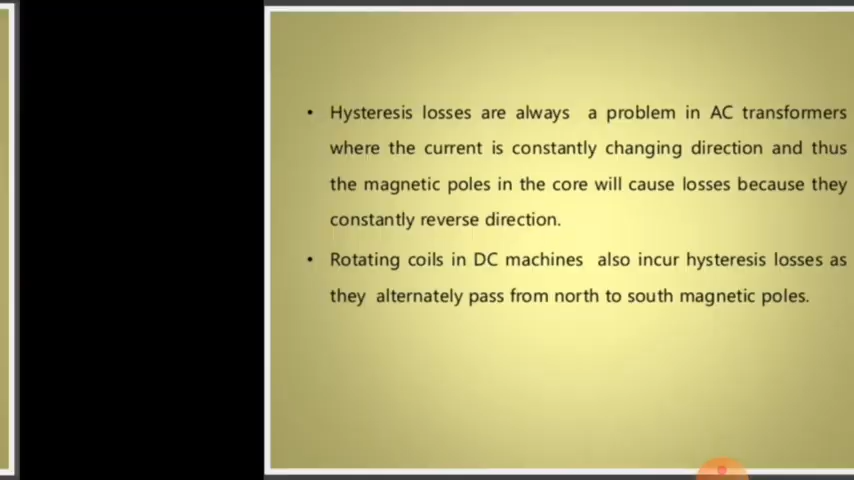 • Hysteresis losses are always a problem in AC transformers
where the current is constantly changing direction and thus
the magnetic poles in the core will cause losses because they
constantly reverse direction.
• Rotating coils in DC machines also incur hysteresis losses as
they alternately pass from north to south magnetic poles.